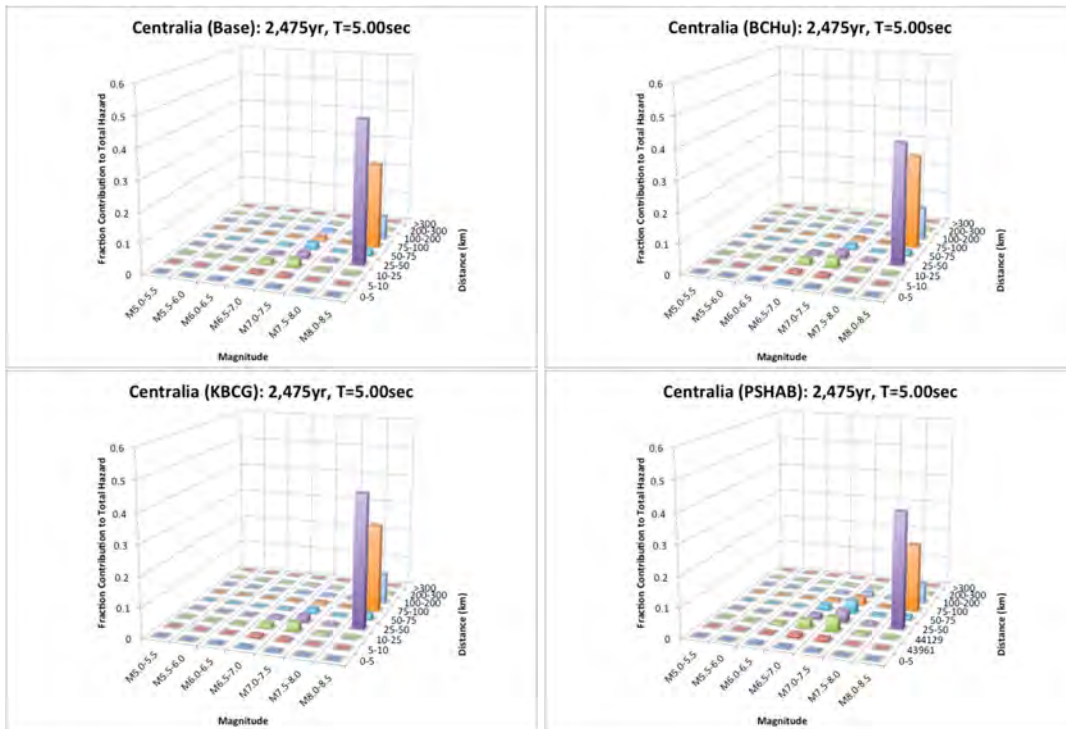 Centralia (Base): 2,475yr, T=5.00sec
Fraction Contribution to Total Hazard
0.6
0.5
0.4
0.3
0.2
0.1
0
M5.0-5.5
M5.5-6.0
M6.0-6.5
M6.5-7.0
M7.0-7.5
M7.5-8.0
M8.0-8.5
Magnitude
>300
200-300
100-200
75-100
50-75
25-50
10-25
5-10
0-5
Distance (km)
Centralia (BCHu): 2,475yr, T=5.00sec
Fraction Contribution to Total Hazard
0.6
0.5
0.4
0.3
0.2
0.1
0
M5.0-5.5
M5.5-6.0
M6.0-6.5
M6.5-7.0
M7.0-7.5
M7.5-8.0
M8.0-8.5
Magnitude
>300
200-300
100-200
75-100
50-75
25-50
10-25
5-10
0-5
Distance (km)
Centralia (KBCG): 2,475yr, T=5.00sec
Fraction Contribution to Total Hazard
0.6
0.5
0.4
0.3
0.2
0.1
0
M5.0-5.5
M5.5-6.0
M6.0-6.5
M6.5-7.0
M7.0-7.5
M7.5-8.0
M8.0-8.5
Magnitude
>300
200-300
100-200
75-100
50-75
25-50
10-25
5-10
0-5
Distance (km)
Centralia (PSHAB): 2,475yr, T=5.00sec
Fraction Contribution to Total Hazard
0.6
0.5
0.4
0.3
0.2
0.1
0
M5.0-5.5
M5.5-6.0
M6.0-6.5
M6.5-7.0
M7.0-7.5
M7.5-8.0
M8.0-8.5
Magnitude
>300
200-300
100-200
75-100
50-75
25-50
44129
43961
0-5
Distance (km)